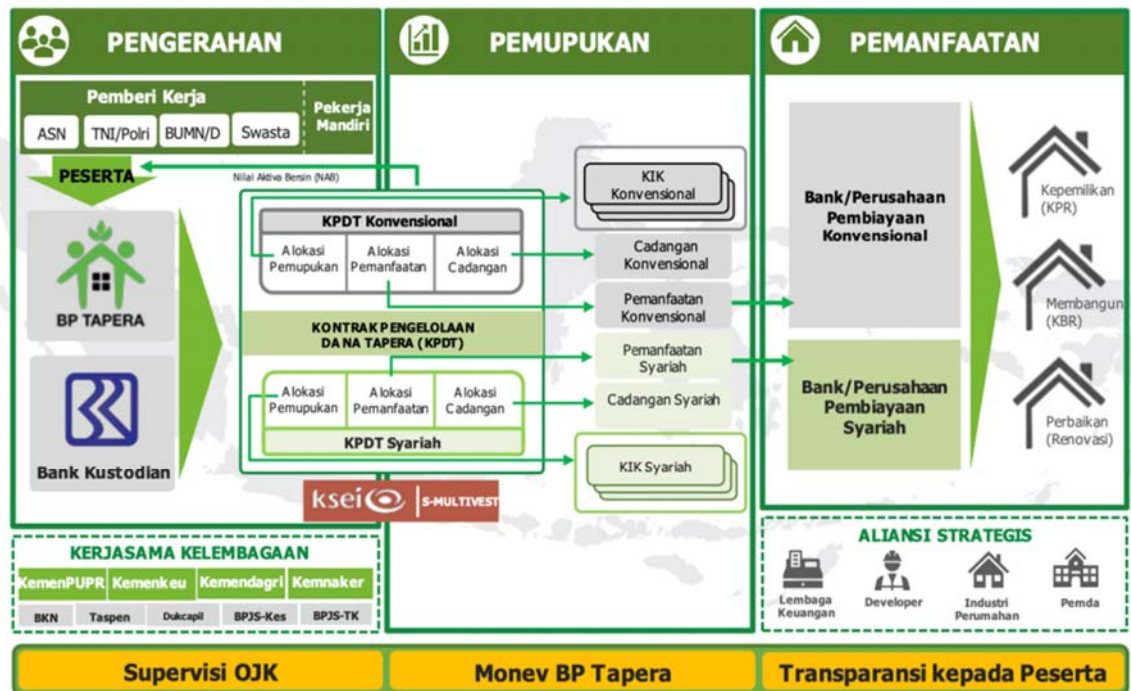 PENGERAHAN
Pemberi Kerja
ASN
TNI/Polri
BUMN/D
Swasta
Pekerja
Mandiri
PESERTA
Nilai Aktiva Bersin (NAB)
BP TAPERA
Bank Kustodian
KPDT Konvensional
Alokasi
Pemupukan
Alokasi
Pemanfaatan
Alokasi
Cadangan
KONTRAK PENGELOLAAN
DANA TAPERA (KPDT)
Alokasi
Pemupukan
Alokasi
Pemanfaatan
Alokasi
Cadangan
KPDT Syariah
ksei
S-MULTIVEST
KERJASAMA KELEMBAGAAN
KemenPUPR
Kemenkeu
Kemendagri
Kemnaker
BKN
Taspen
Dukcapil
BPJS-Kes
BPJS-TK
PEMUPUKAN
KIK
Konvensional
Cadangan
Konvensional
Pemanfaatan
Konvensional
Pemanfaatan
Syariah
Cadangan Syariah
KIK Syariah
PEMANFAATAN
Bank/Perusahaan
Pembiayaan
Konvensional
Bank/Perusahaan
Pembiayaan
Syariah
Kepemilikan
(KPR)
Membangun
(KBR)
Perbaikan
(Renovasi)
ALIANSI STRATEGIS
Lembaga
Keuangan
Developer
Industri
Perumahan
Pemda
Supervisi OJK
Monev BP Tapera
Transparansi kepada Peserta